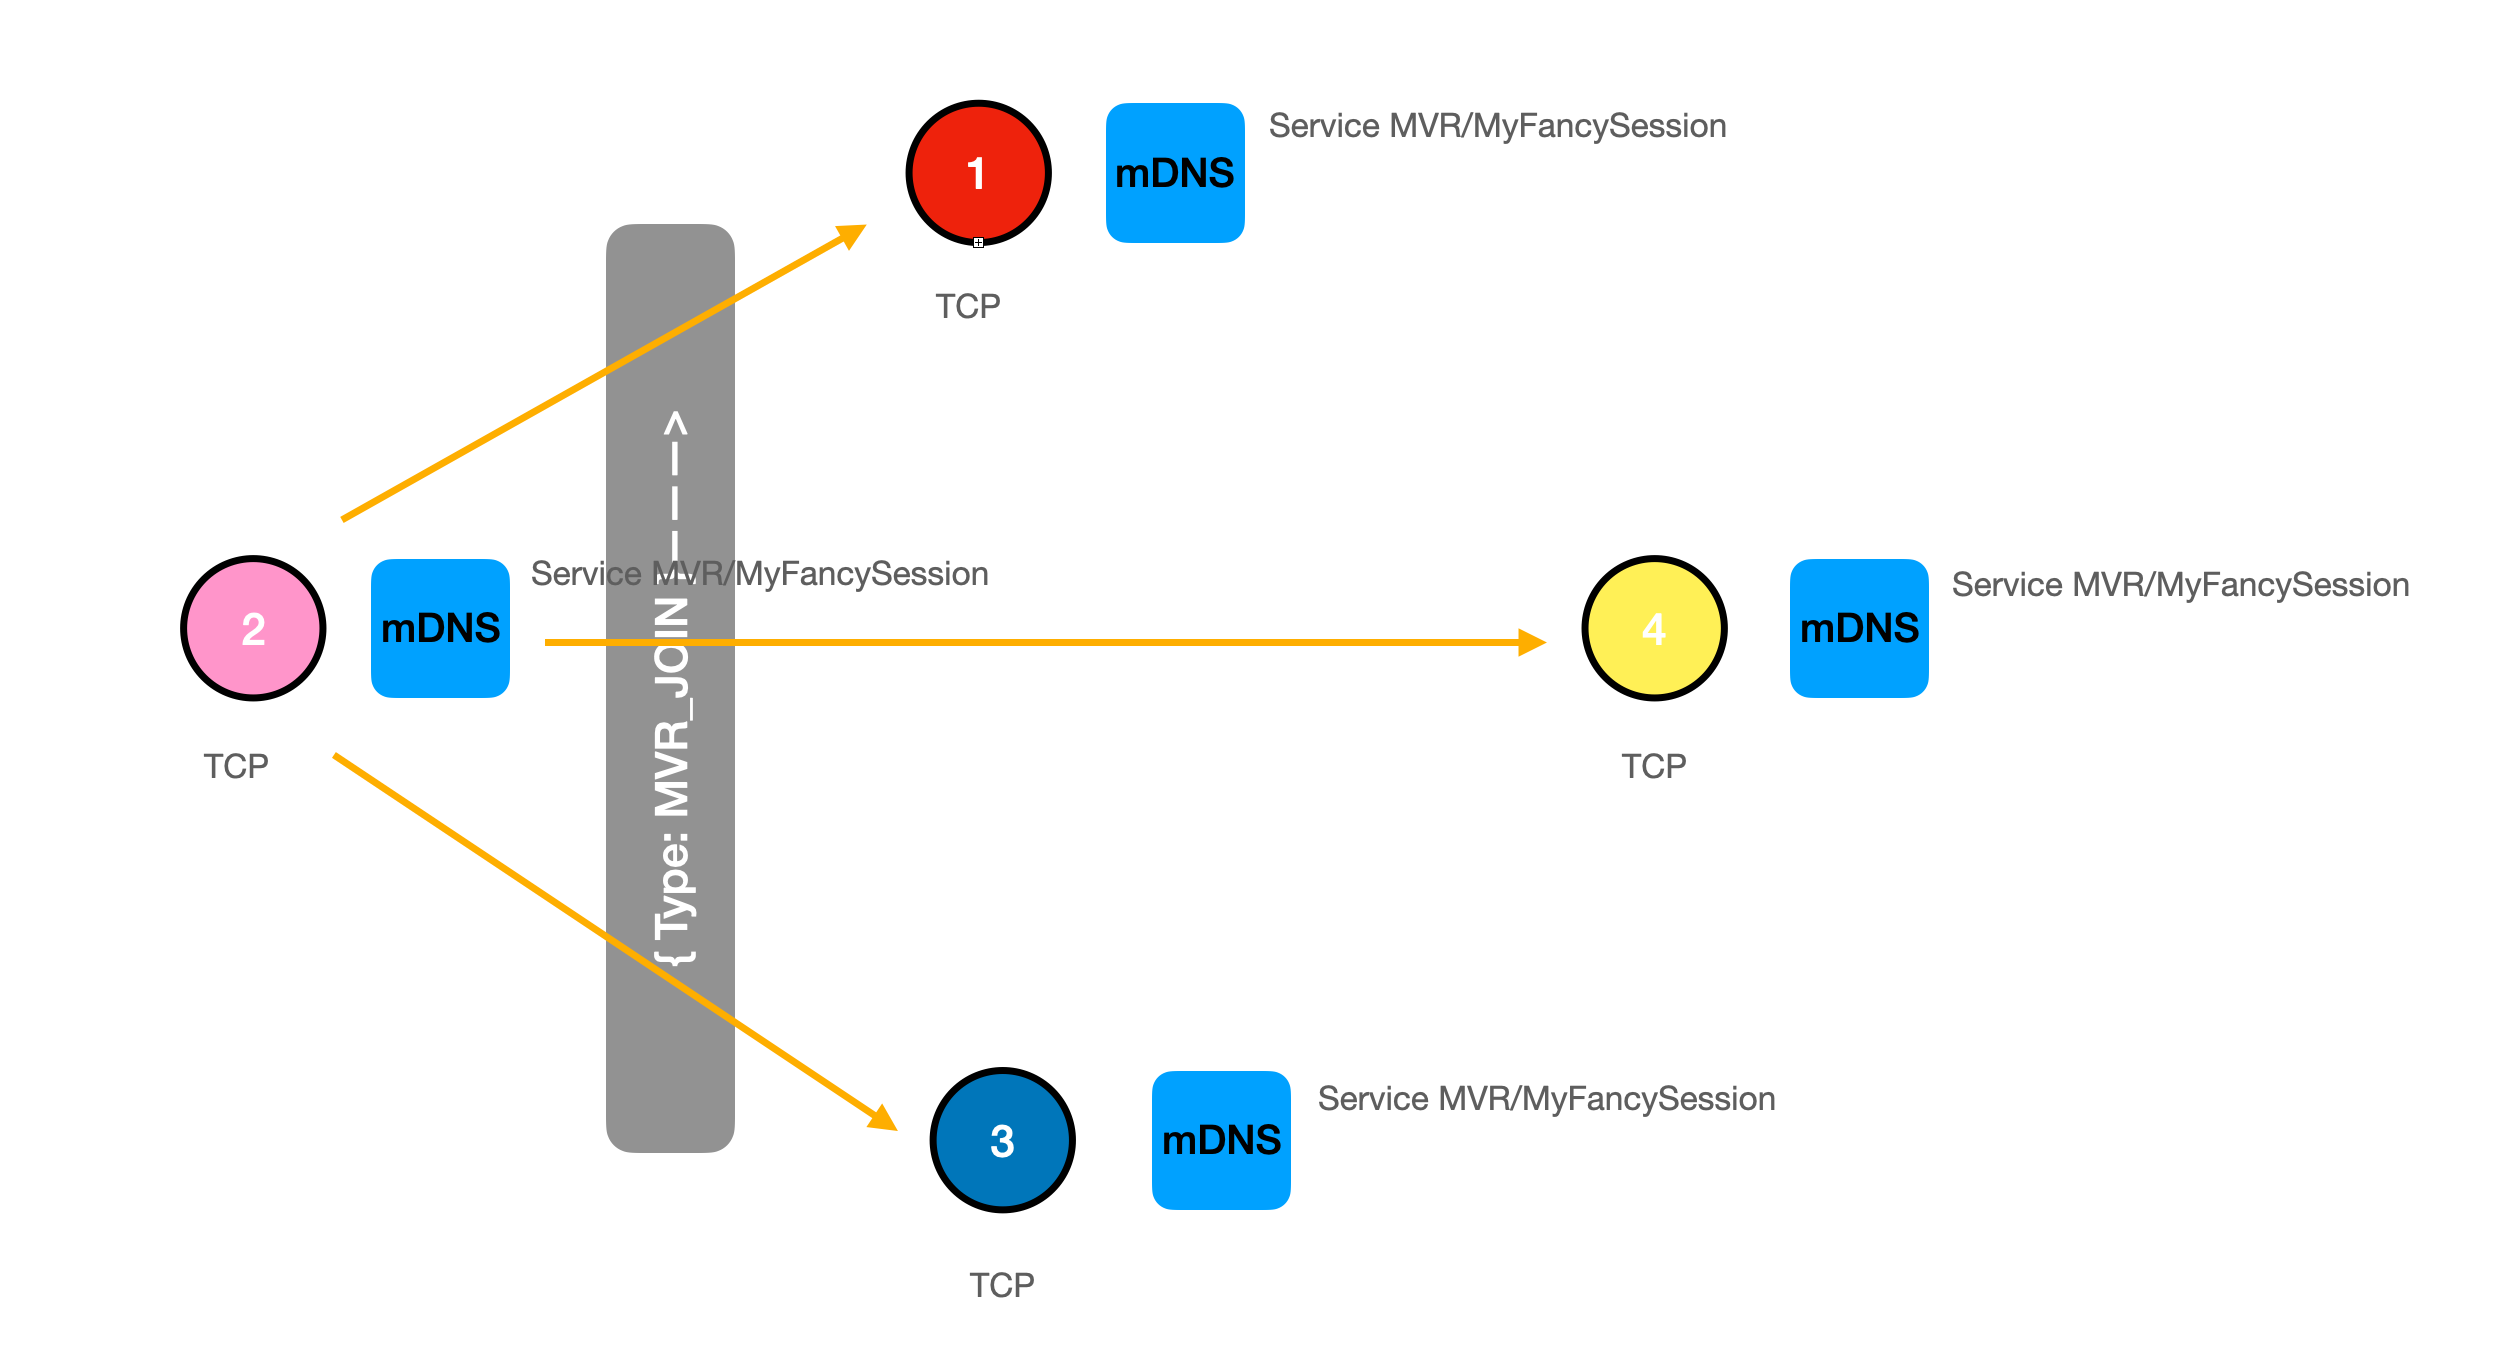 1
mDNS
Service MVR/MyFancySession
TCP
2
mDNS
Service MVR/MyFancySession
TCP
{ Type: MVR_JOIN } — — — >
4
mDNS
Service MVR/MyFancySession
TCP
3
mDNS
Service MVR/MyFancySession
TCP